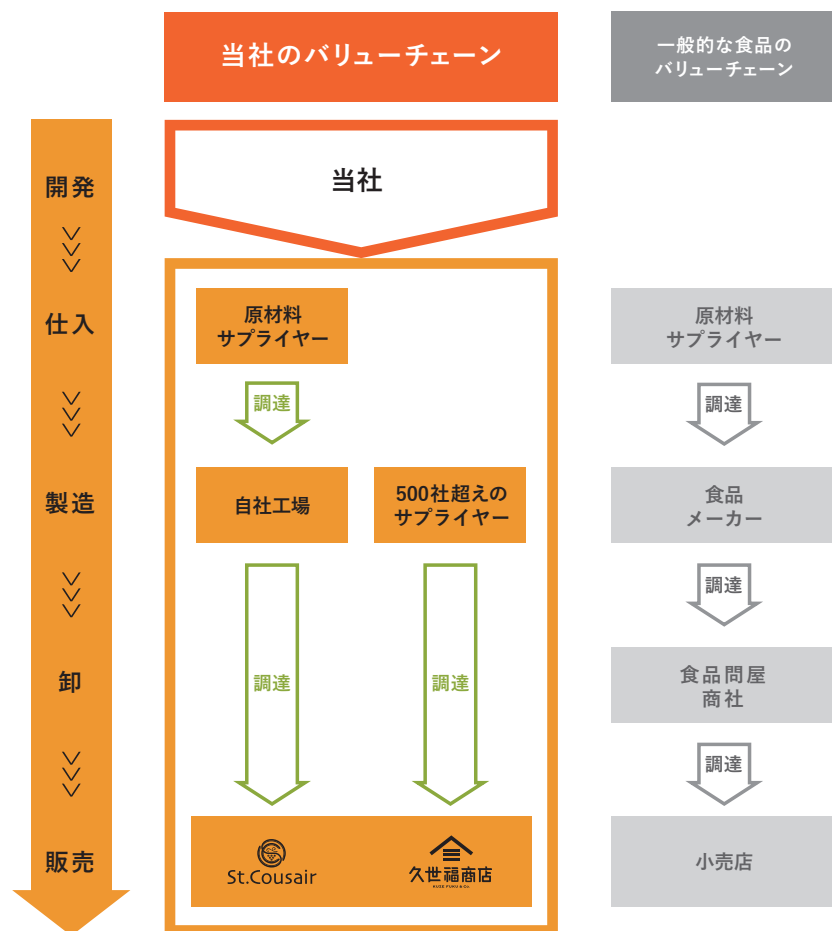 当社のバリューチェーン
一般的な食品の
バリューチェーン
開発
当社
仕入
原材料
サプライヤー
原材料
サプライヤー
調達
調達
製造
自社工場
500社超えの
サプライヤー
食品
メーカー
調達
卸
調達
調達
食品問屋
商社
調達
販売
St.Cousair
久世福商店
KUZE FUKU & Co.
小売店